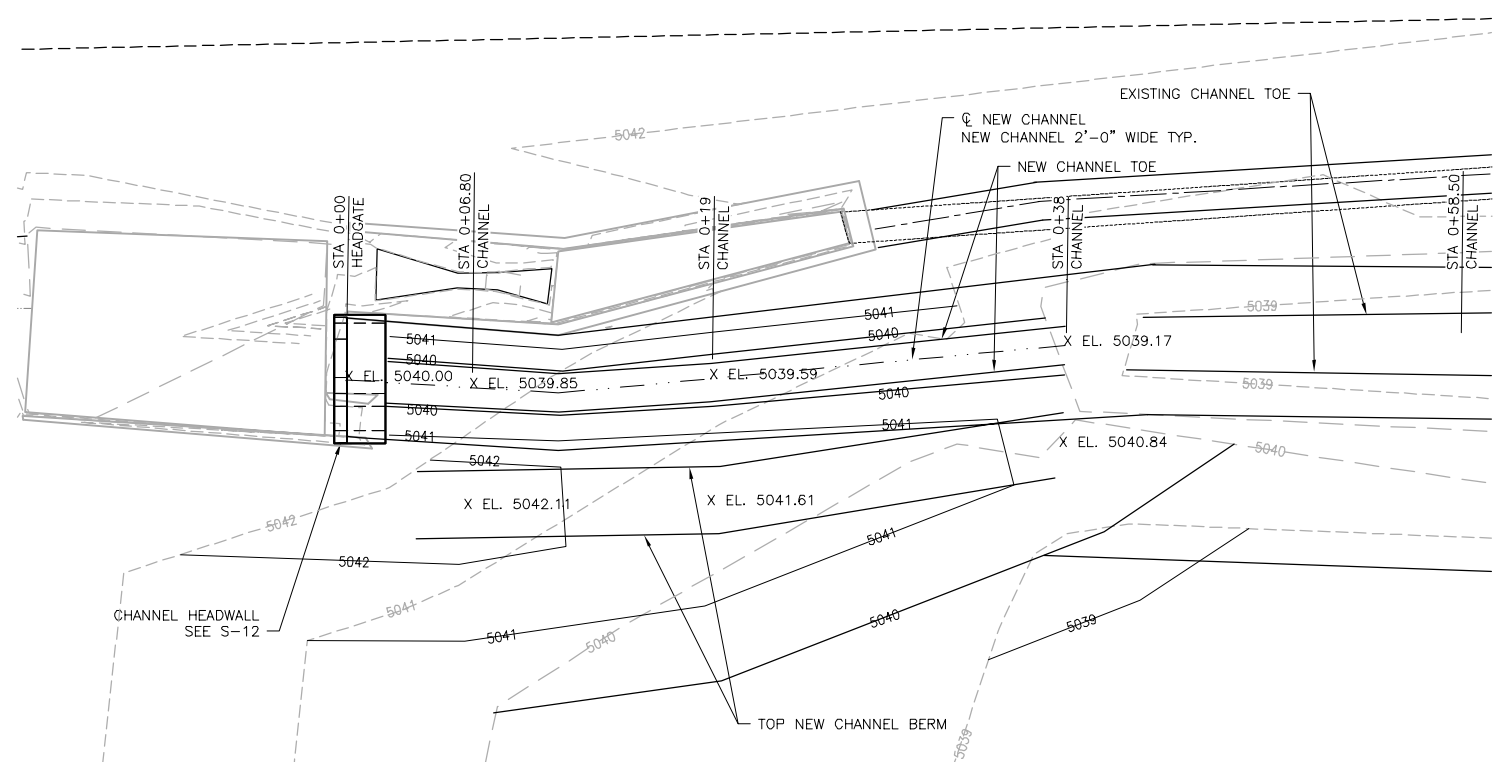 EXISTING CHANNEL TOE
℄ NEW CHANNEL
NEW CHANNEL 2'-0" WIDE TYP.
5042
NEW CHANNEL TOE
STA 0+00
HEADGATE
STA 0+06.80
CHANNEL
STA 0+19
CHANNEL
STA 0+38
CHANNEL
STA 0+58.50
CHANNEL
5039
5041
5040
5041
5040
X EL. 5039.17
X EL. 5040.00
X EL. 5039.85
X EL. 5039.59
5039
5040
5040
5041
5041
X EL. 5040.84
5040
5042
X EL. 5042.11
X EL. 5041.61
5042
5041
5042
5041
CHANNEL HEADWALL
SEE S-12
5041
5040
5040
5039
TOP NEW CHANNEL BERM
5039